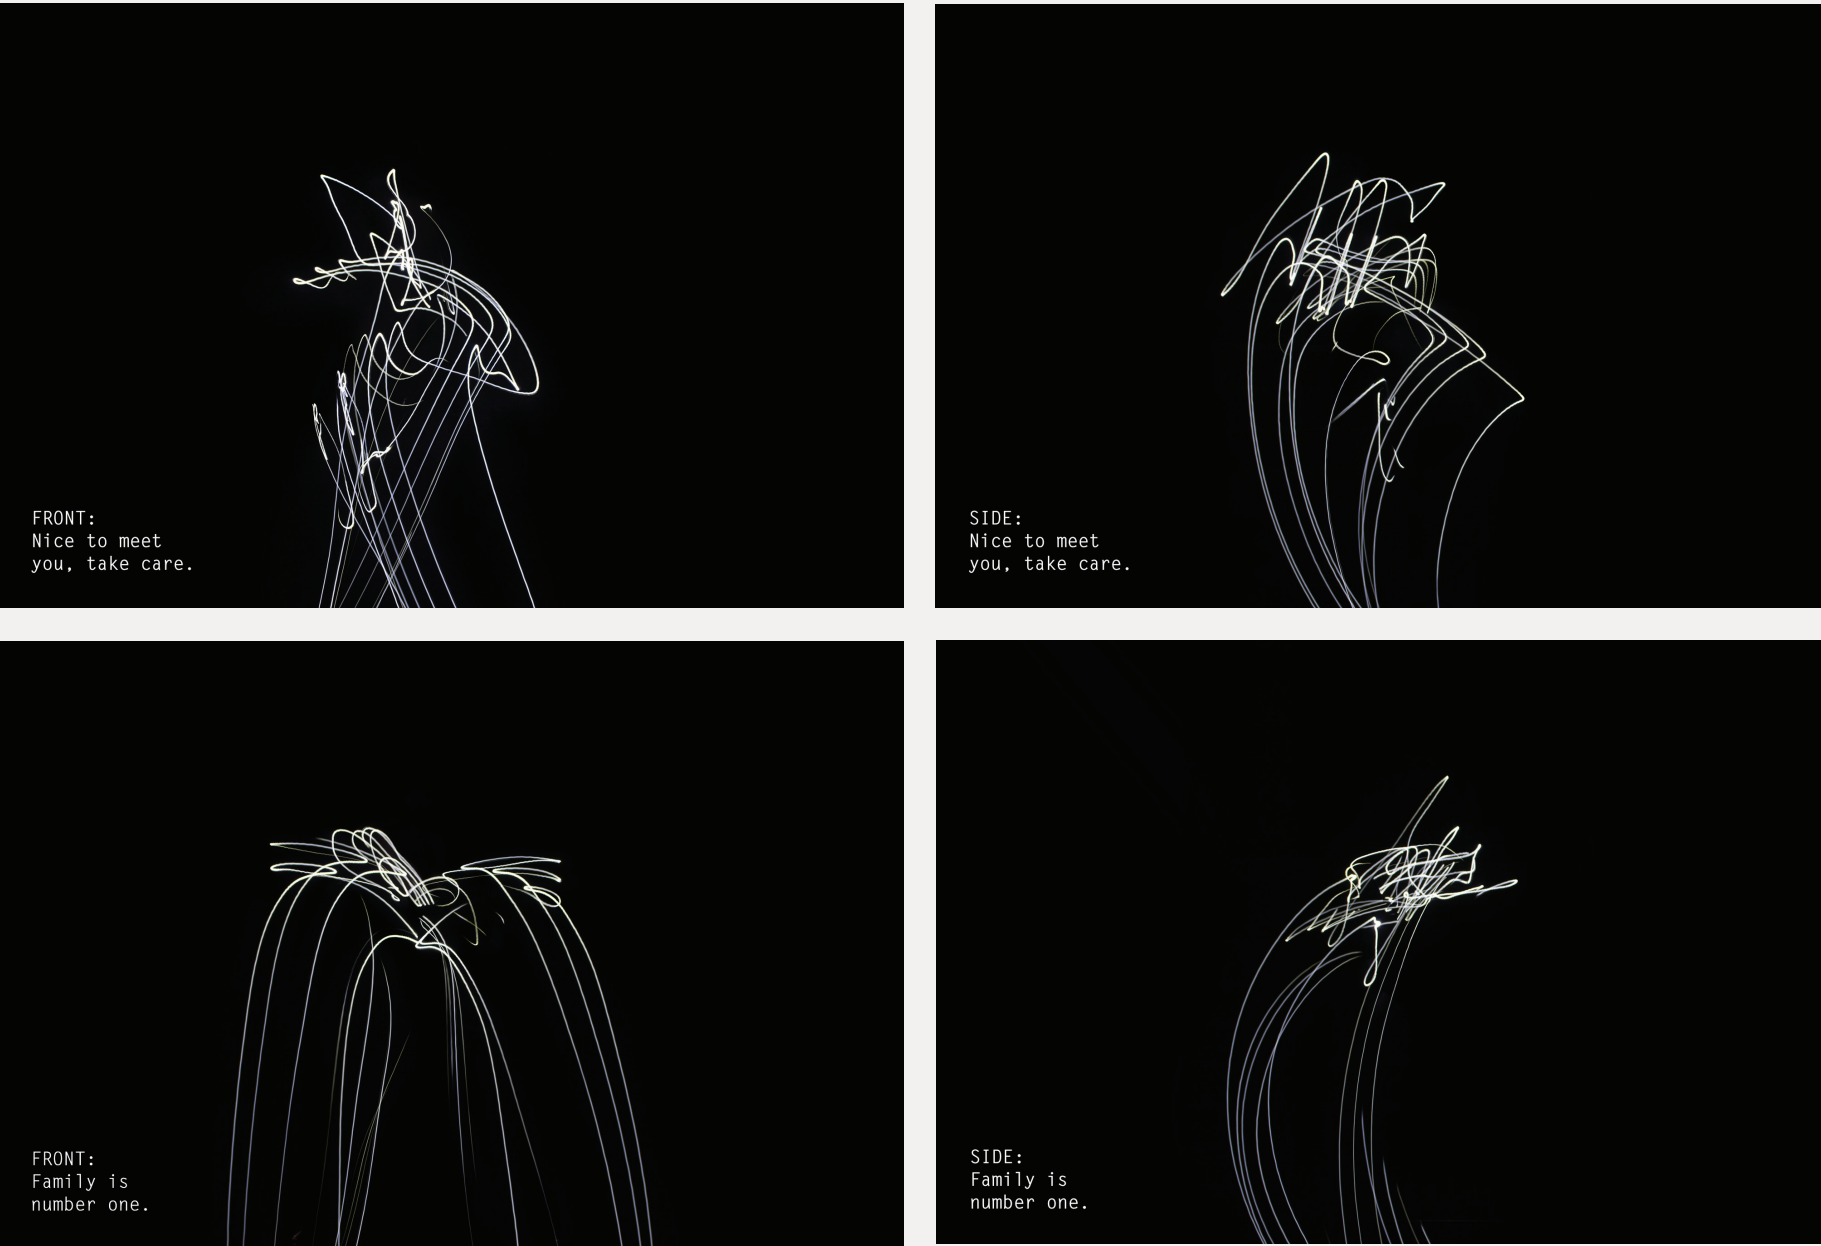 FRONT:
Nice to meet
you, take care.
SIDE:
Nice to meet
you, take care.
FRONT:
Family is
number one.
SIDE:
Family is
number one.